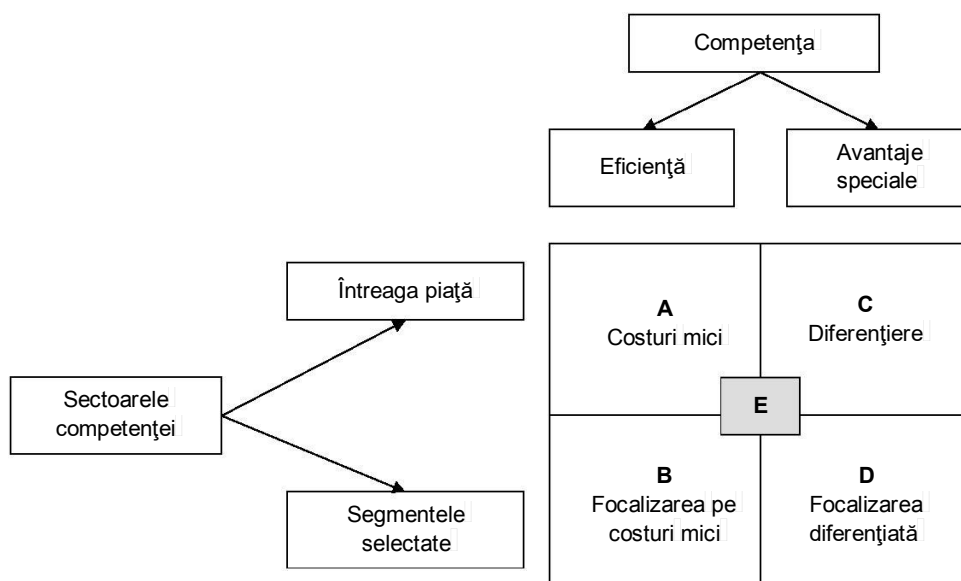 Competenţa
Eficienţă
Avantaje
speciale
Întreaga piaţă
A
Costuri mici
C
Diferenţiere
Sectoarele
competenţei
E
B
Focalizarea pe
costuri mici
D
Focalizarea
diferenţiată
Segmentele
selectate